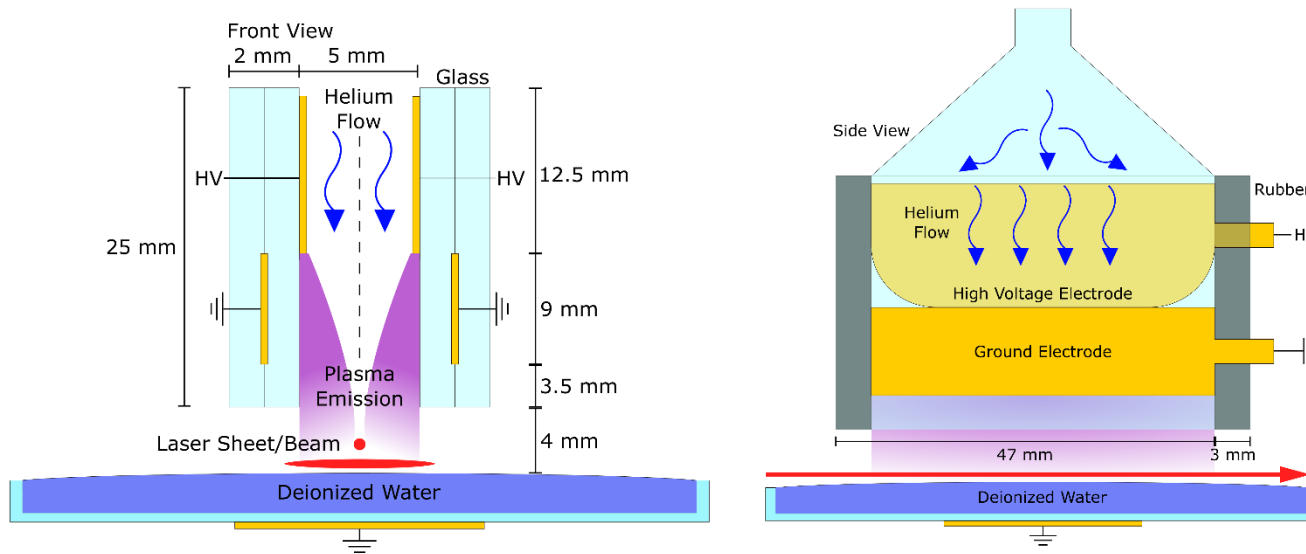 Front View
2 mm
5 mm
Glass
Helium
Flow
HV
HV
12.5 mm
25 mm
9 mm
Plasma
Emission
3.5 mm
Laser Sheet/Beam
4 mm
Deionized Water
Side View
Rubber
Helium
Flow
H
High Voltage Electrode
Ground Electrode
47 mm
3 mm
Deionized Water